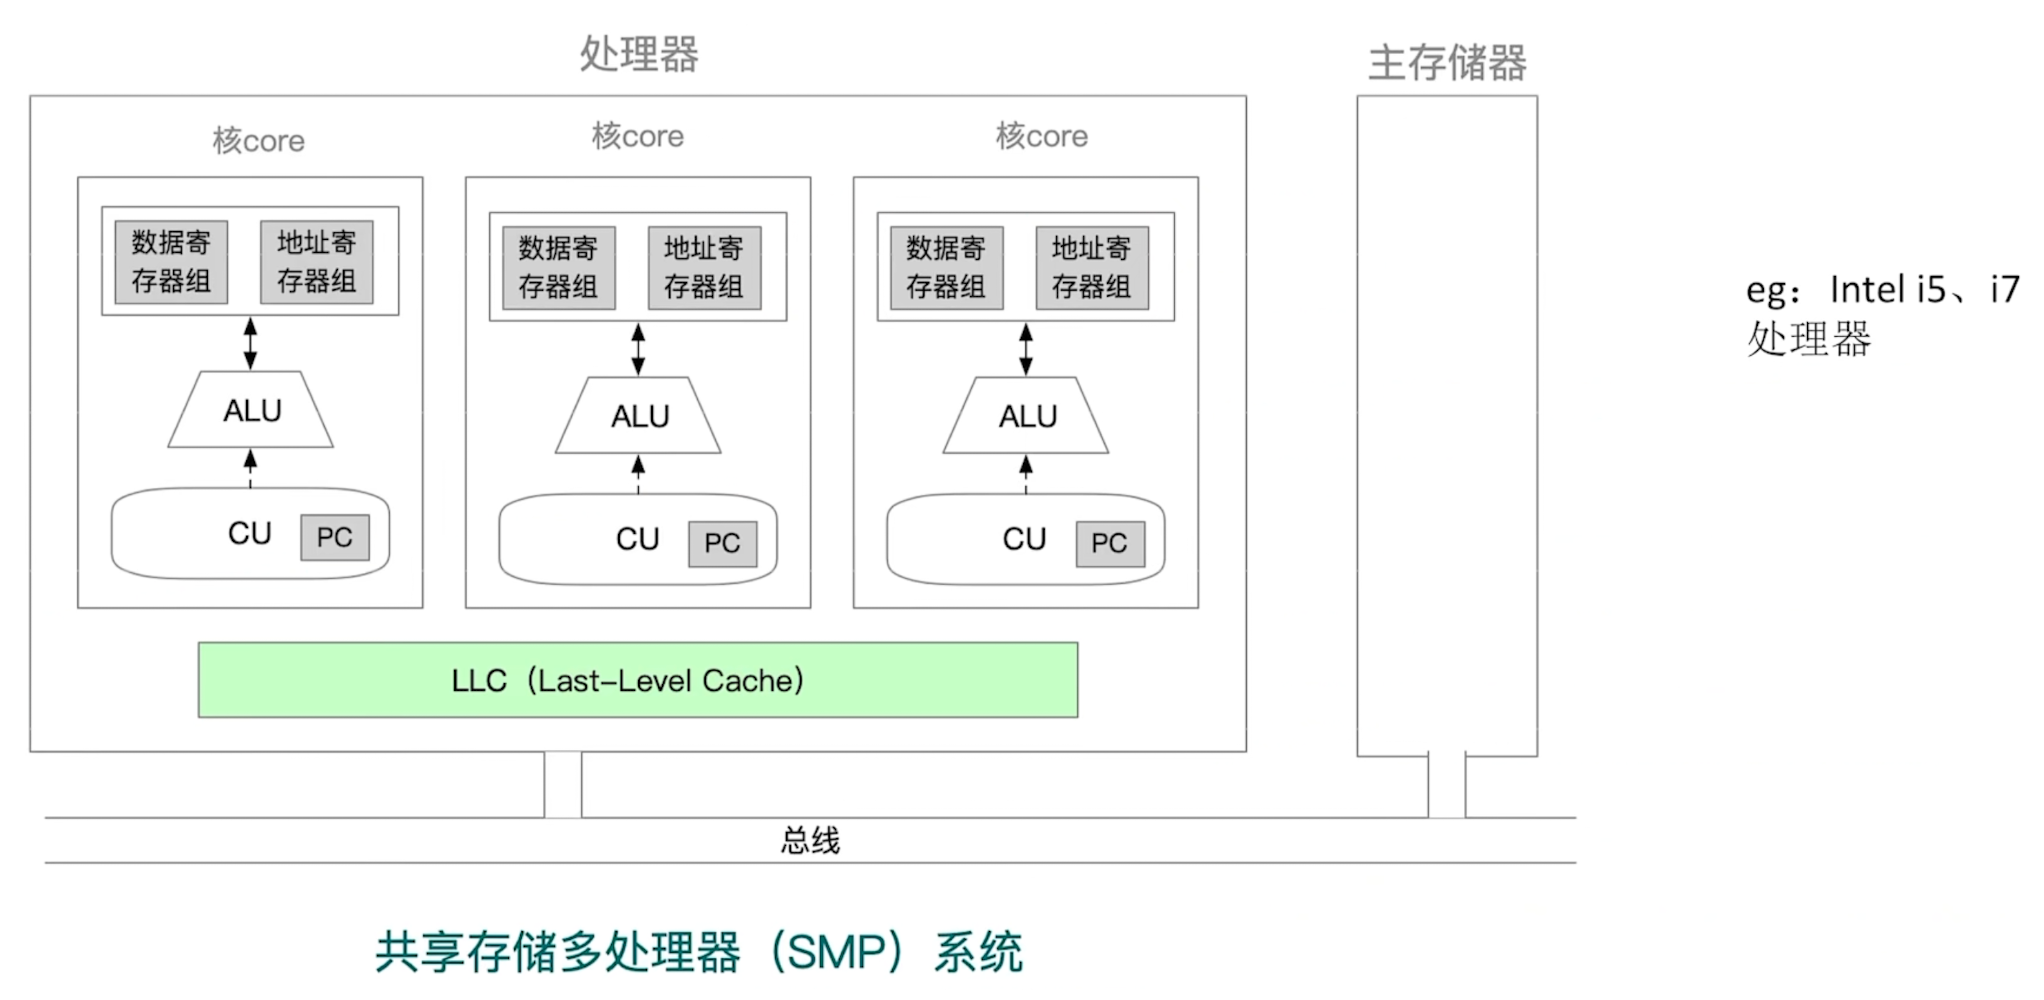 处理器
主存储器
核core
核core
核core
数据寄
存器组
地址寄
存器组
数据寄
存器组
地址寄
存器组
数据寄
存器组
地址寄
存器组
eg： Intel i5、i7
处理器
ALU
ALU
ALU
CU
PC
CU
PC
CU
PC
LLC（Last-Level Cache）
总线
共享存储多处理器（SMP）系统